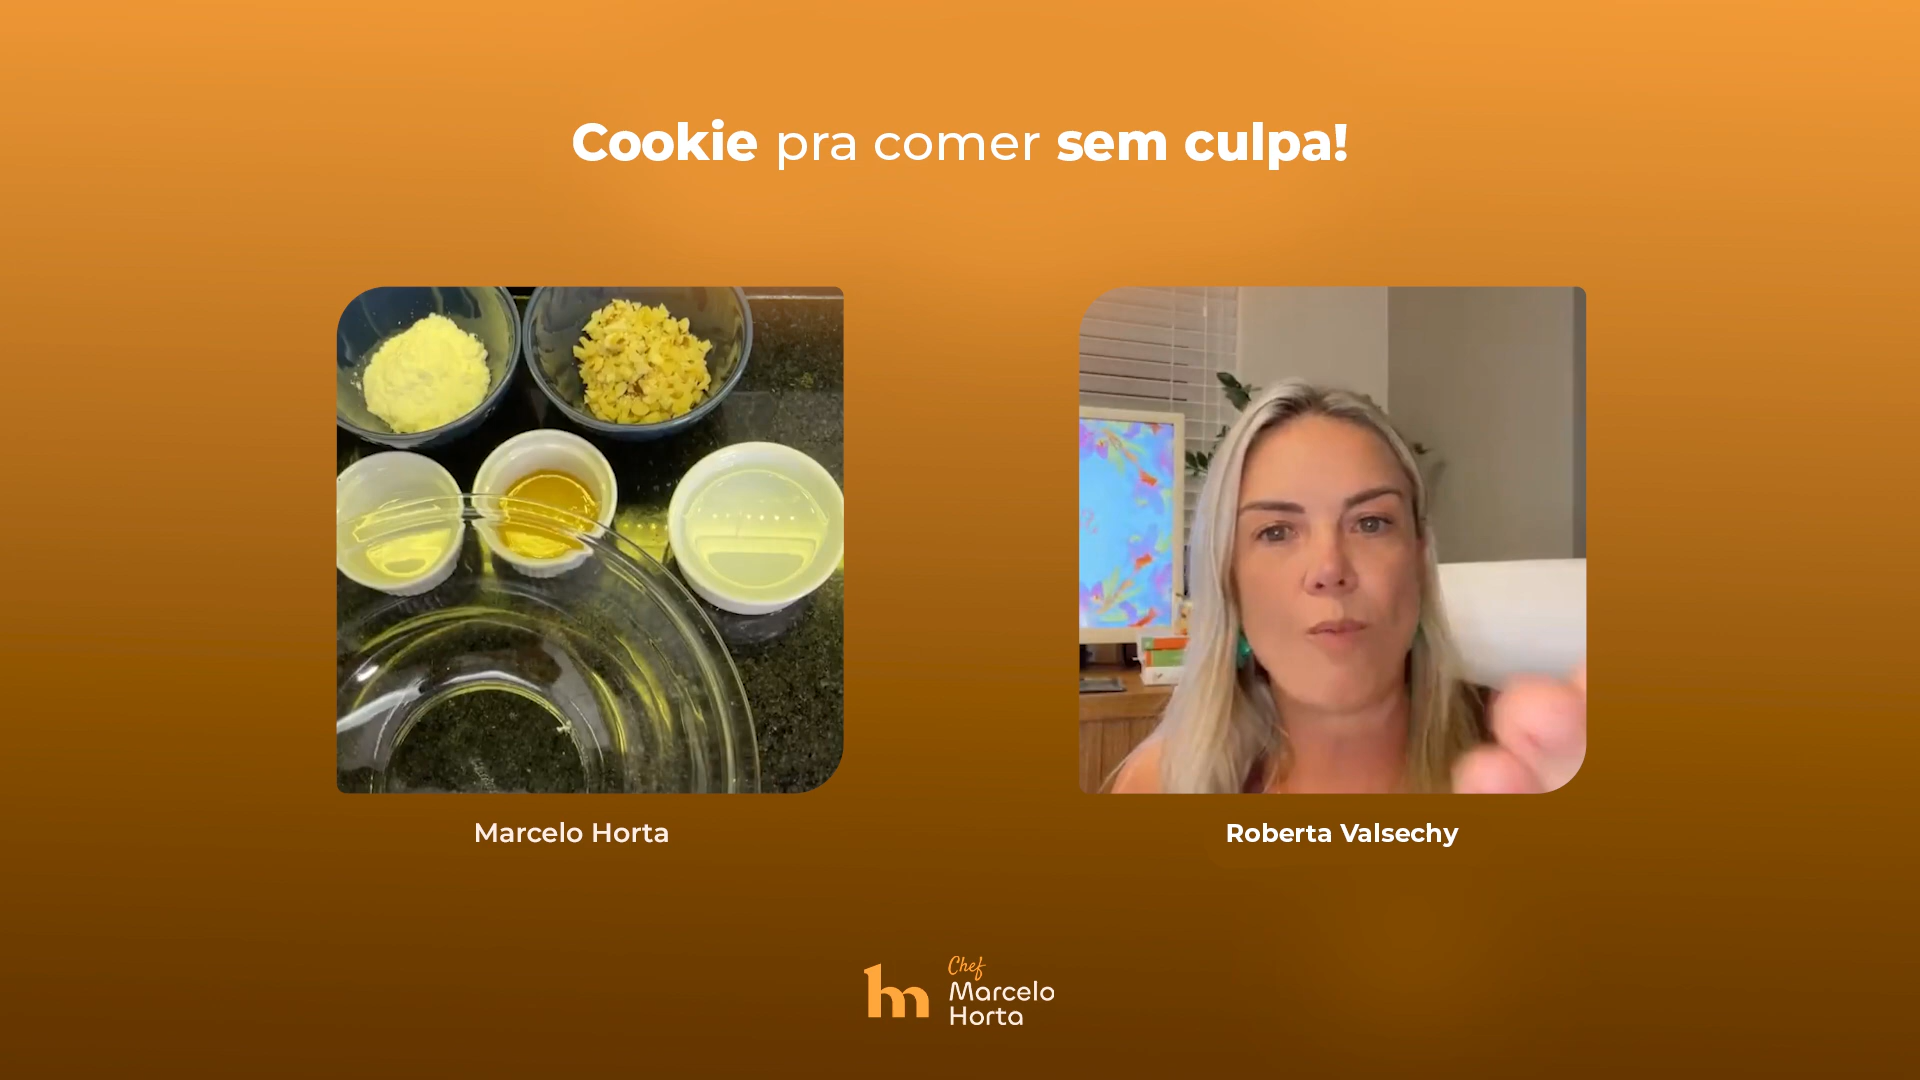 Cookie pra comer sem culpa!
Marcelo Horta
Roberta Valsechy
Chef
Marcelo
Horta